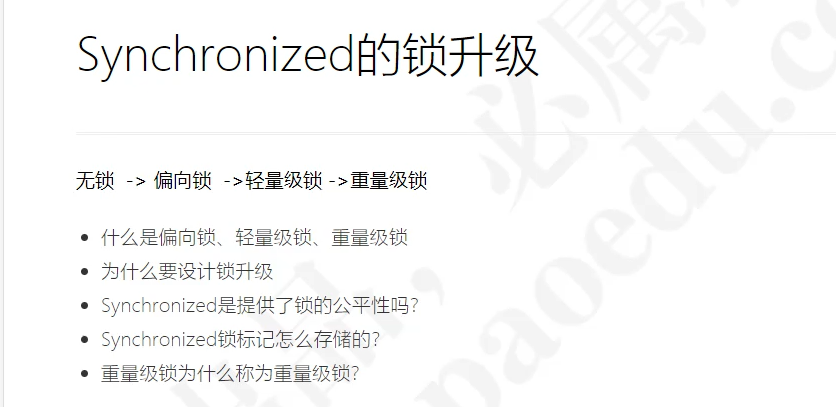 Synchronized的锁升级
无锁 -> 偏向锁 ->轻量级锁 ->重量级锁
什么是偏向锁、轻量级锁、重量级锁
为什么要设计锁升级
Synchronized是提供了锁的公平性吗?
Synchronized锁标记怎么存储的?
重量级锁为什么称为重量级锁?